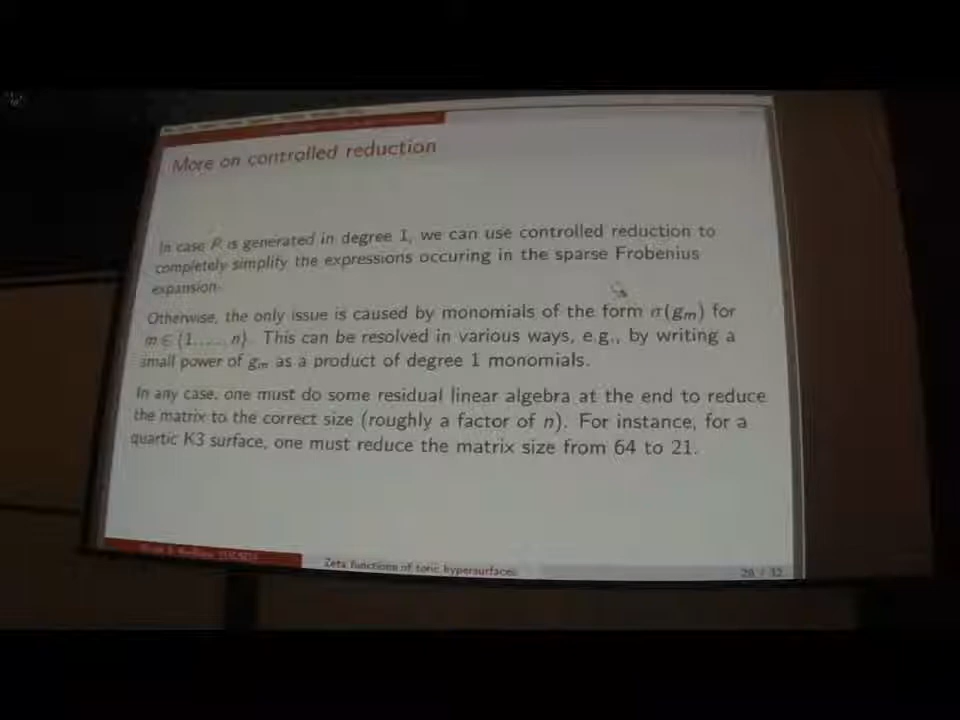 More on controlled reduction
In case R is generated in degree 1, we can use controlled reduction to
completely simplify the expressions occuring in the sparse Frobenius
expansion.
Otherwise, the only issue is caused by monomials of the form σ(gₘ) for
m ∈ {1, ..., n}. This can be resolved in various ways, e.g., by writing a
small power of gₘ as a product of degree 1 monomials.
In any case, one must do some residual linear algebra at the end to reduce
the matrix to the correct size (roughly a factor of n). For instance, for a
quartic K3 surface, one must reduce the matrix size from 64 to 21.
Zeta functions of toric hypersurfaces
/ 32